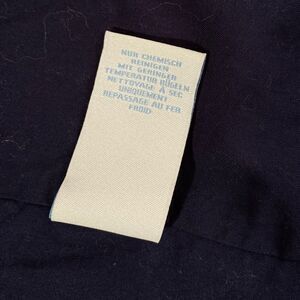 NUR CHEMISCH
REINIGEN
MIT GERINGER
TEMPERATUR BÜGELN
NETTOYAGE À SEC
UNIQUEMENT
REPASSAGE AU FER
FROID